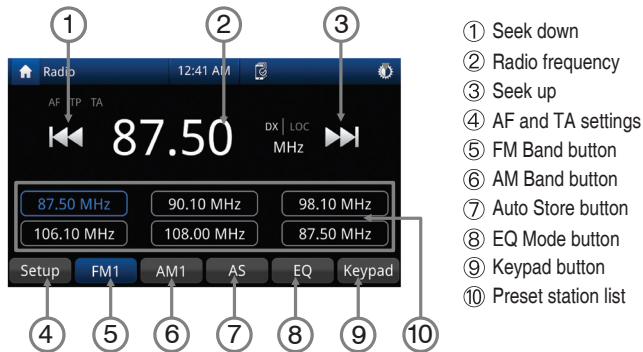 ① ② ③
Radio 12:41 AM
AF TP TA
87.50 DX | LOC
MHz
87.50 MHz 90.10 MHz 98.10 MHz
106.10 MHz 108.00 MHz 87.50 MHz
Setup FM1 AM1 AS EQ Keypad
④ ⑤ ⑥ ⑦ ⑧ ⑨ ⑩
① Seek down
② Radio frequency
③ Seek up
④ AF and TA settings
⑤ FM Band button
⑥ AM Band button
⑦ Auto Store button
⑧ EQ Mode button
⑨ Keypad button
⑩ Preset station list